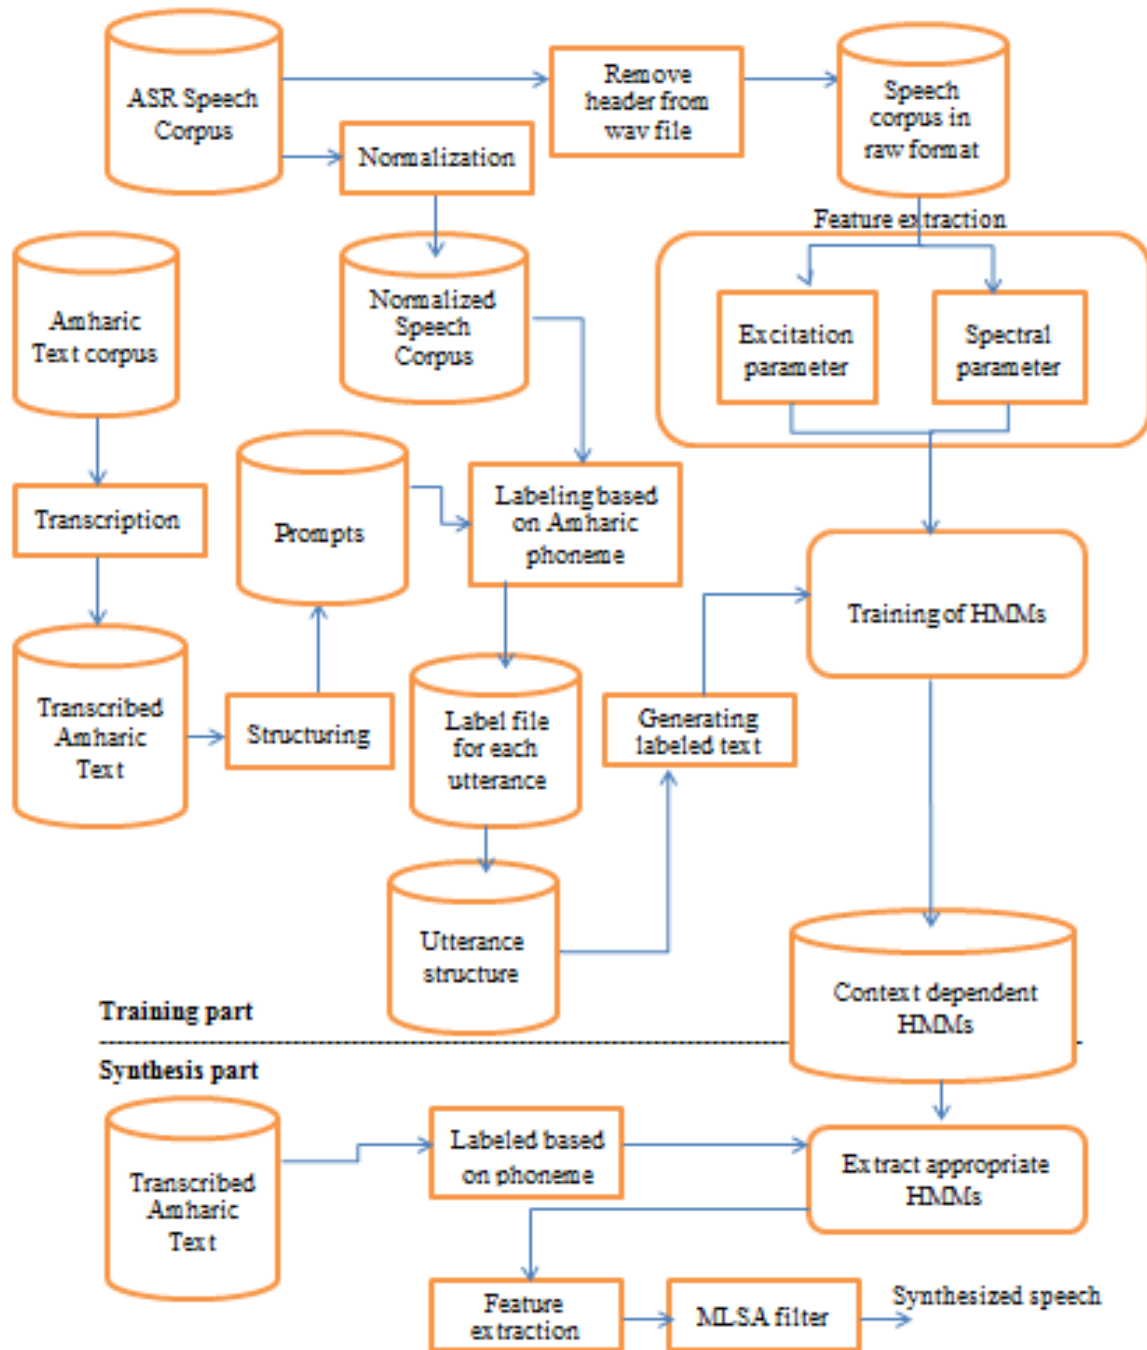 ASR Speech
Corpus
Remove
header from
wav file
Speech
corpus in
raw format
Normalization
Feature extraction
Amharic
Text corpus
Normalized
Speech
Corpus
Excitation
parameter
Spectral
parameter
Transcription
Prompts
Labeling based
on Amharic
phoneme
Training of HMMs
Transcribed
Amharic
Text
Structuring
Label file
for each
utterance
Generating
labeled text
Utterance
structure
Context dependent
HMMs
Training part
Synthesis part
Transcribed
Amharic
Text
Labeled based
on phoneme
Extract appropriate
HMMs
Feature
extraction
MLSA filter
Synthesized speech